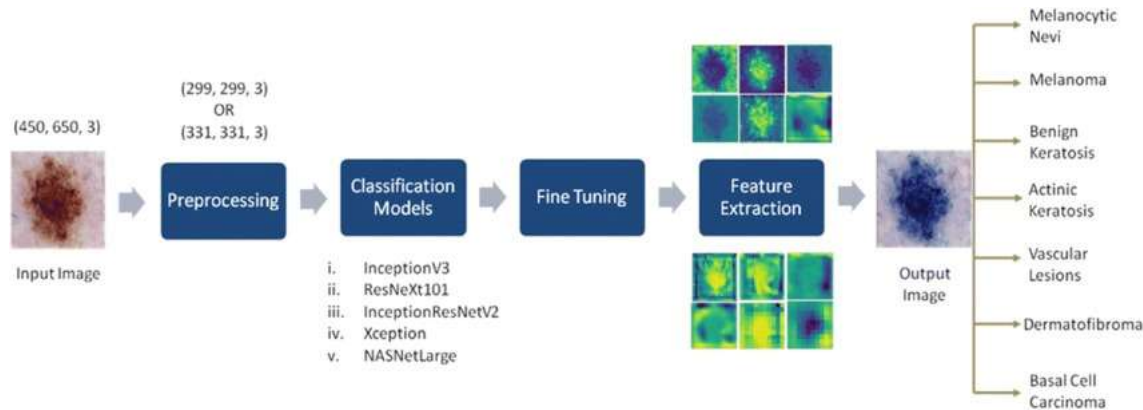 (450, 650, 3)
Input Image
(299, 299, 3)
OR
(331, 331, 3)
Preprocessing
Classification
Models
i. InceptionV3
ii. ResNeXt101
iii. InceptionResNetV2
iv. Xception
v. NASNetLarge
Fine Tuning
Feature
Extraction
Output
Image
Melanocytic
Nevi
Melanoma
Benign
Keratosis
Actinic
Keratosis
Vascular
Lesions
Dermatofibroma
Basal Cell
Carcinoma